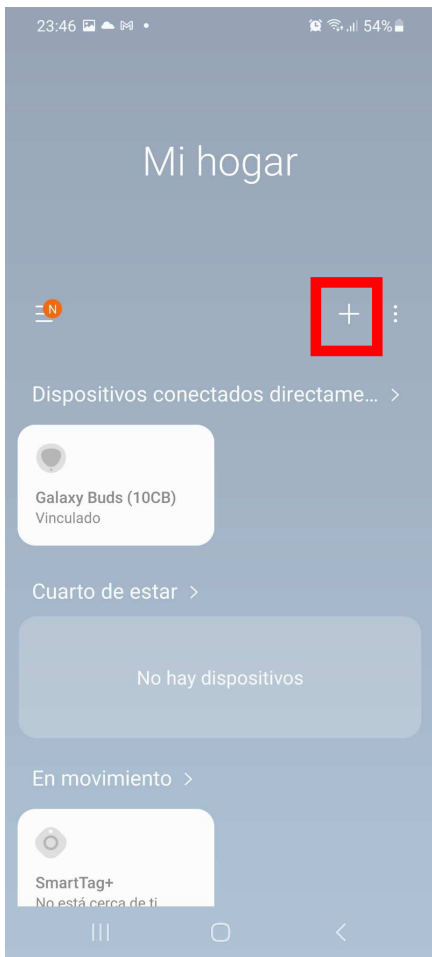 23:46
54%
Mi hogar
N
Dispositivos conectados directame...
Galaxy Buds (10CB)
Vinculado
Cuarto de estar
No hay dispositivos
En movimiento
SmartTag+
No está cerca de ti